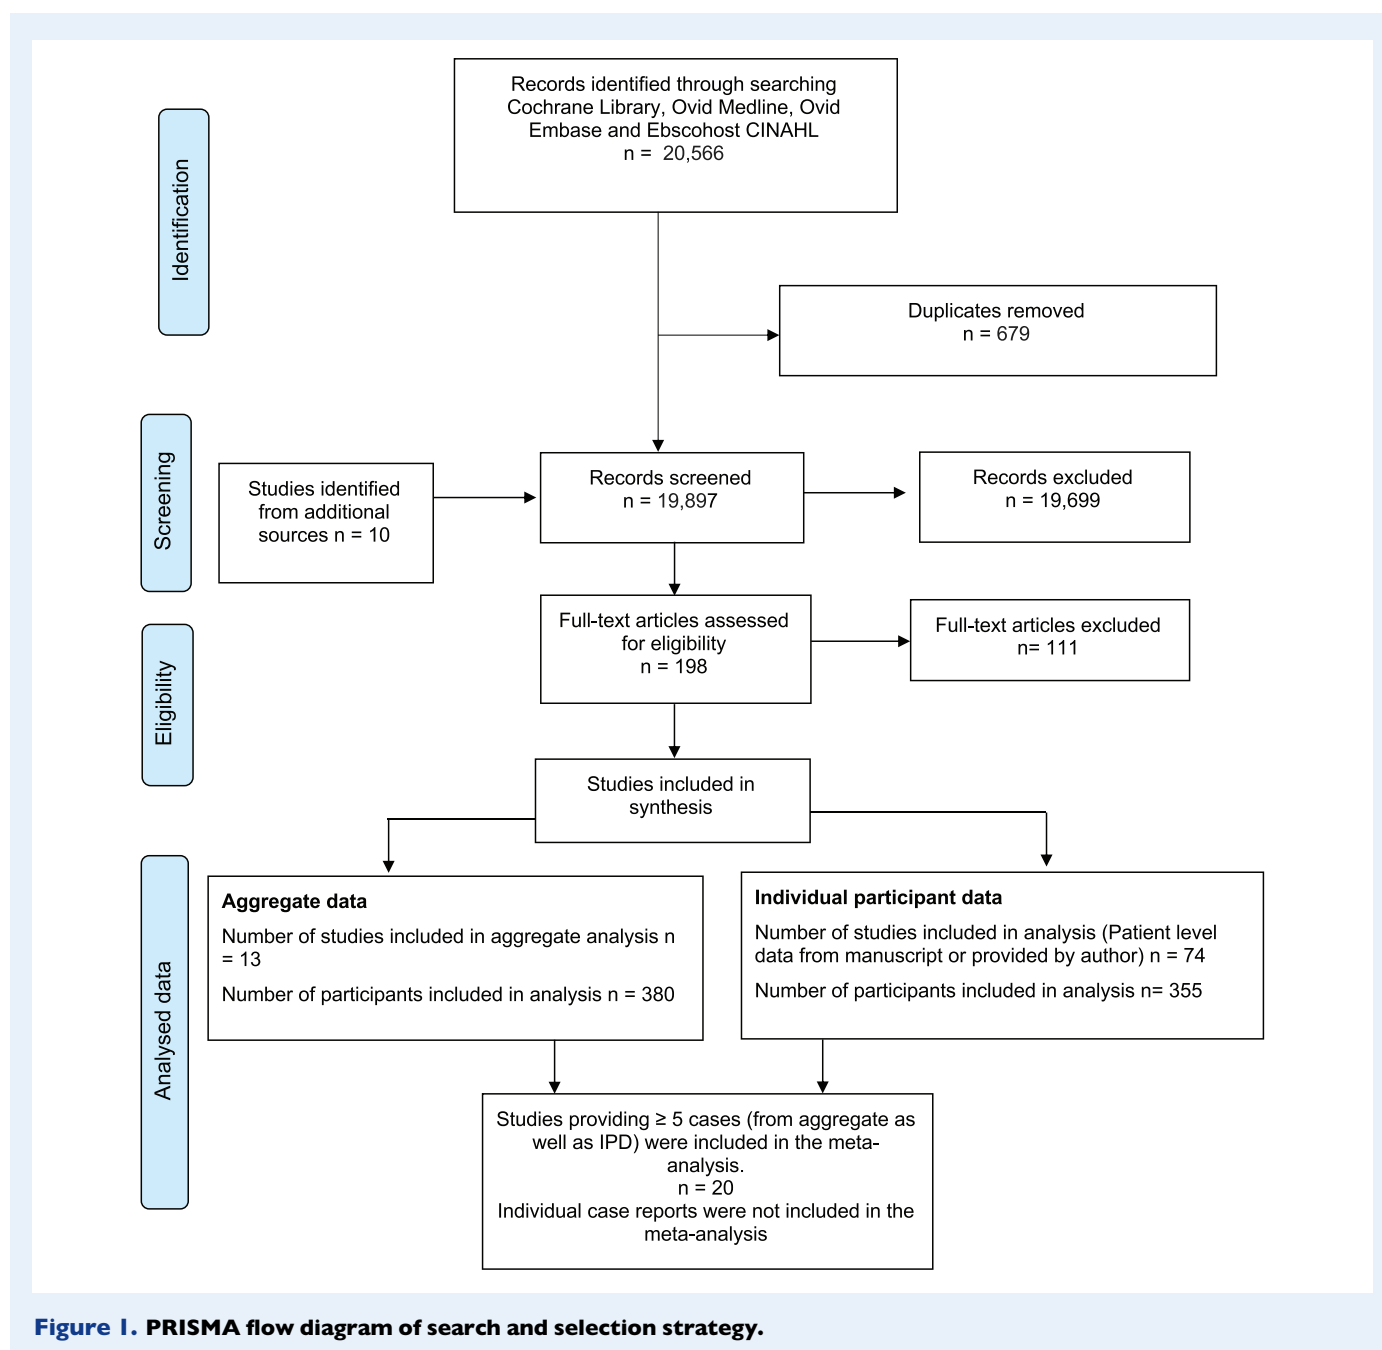 Records identified through searching
Cochrane Library, Ovid Medline, Ovid
Embase and Ebscohost CINAHL
n =  20,566
Identification
Duplicates removed
n = 679
Screening
Studies identified
from additional
sources n = 10
Records screened
n = 19,897
Records excluded
n = 19,699
Eligibility
Full-text articles assessed
for eligibility
n = 198
Full-text articles excluded
n= 111
Studies included in
synthesis
Analysed data
Aggregate data
Number of studies included in aggregate analysis n
= 13
Number of participants included in analysis n = 380
Individual participant data
Number of studies included in analysis (Patient level
data from manuscript or provided by author) n = 74
Number of participants included in analysis n= 355
Studies providing ≥ 5 cases (from aggregate as
well as IPD) were included in the meta-
analysis.
n = 20
Individual case reports were not included in the
meta-analysis
Figure 1. PRISMA flow diagram of search and selection strategy.